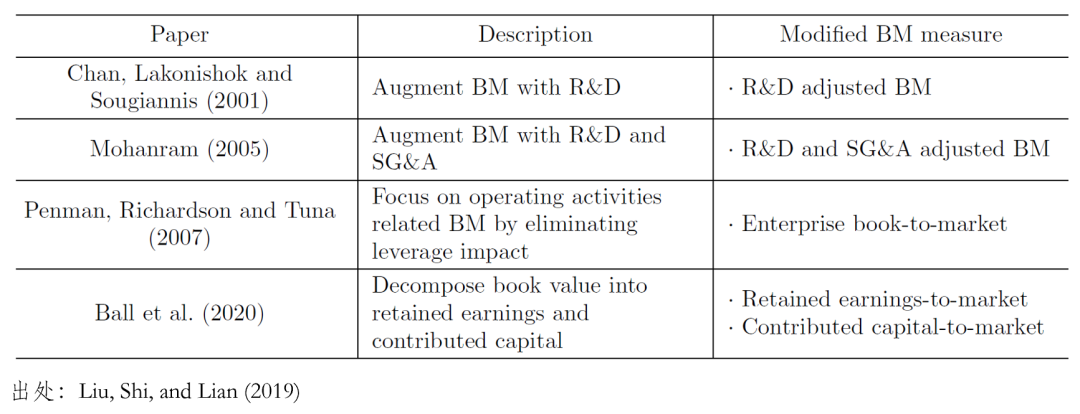 Paper
Description
Modified BM measure
Chan, Lakonishok and
Sougiannis (2001)
Augment BM with R&D
· R&D adjusted BM
Mohanram (2005)
Augment BM with R&D and
SG&A
· R&D and SG&A adjusted BM
Penman, Richardson and Tuna
(2007)
Focus on operating activities
related BM by eliminating
leverage impact
· Enterprise book-to-market
Ball et al. (2020)
Decompose book value into
retained earnings and
contributed capital
· Retained earnings-to-market
· Contributed capital-to-market
出处：Liu, Shi, and Lian (2019)